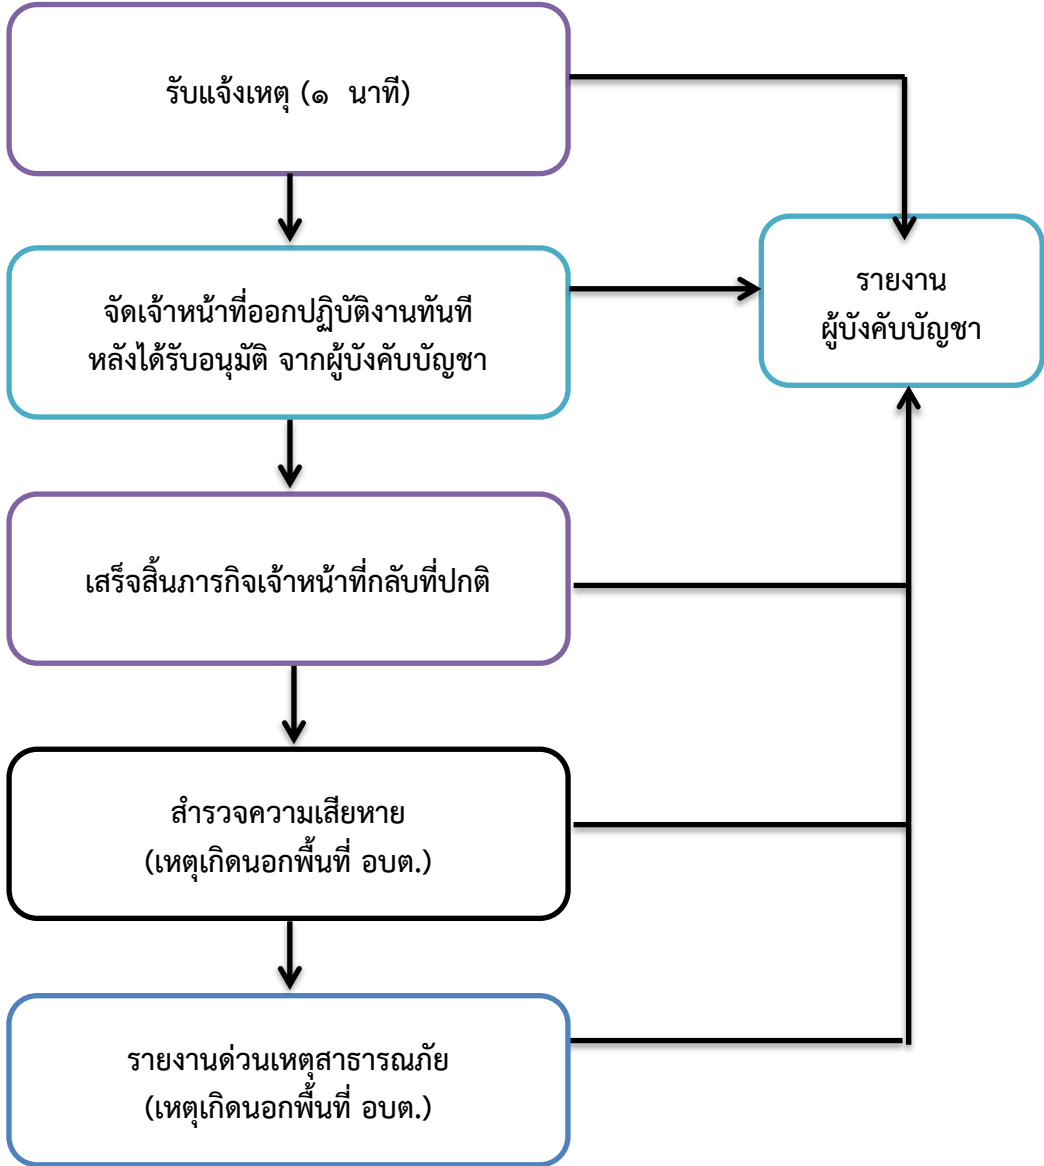 รับแจ้งเหตุ (๑ นาที)
จัดเจ้าหน้าที่ออกปฏิบัติงานทันที
หลังได้รับอนุมัติ จากผู้บังคับบัญชา
รายงาน
ผู้บังคับบัญชา
เสร็จสิ้นภารกิจเจ้าหน้าที่กลับที่ปกติ
สำรวจความเสียหาย
(เหตุเกิดนอกพื้นที่ อบต.)
รายงานด่วนเหตุสาธารณภัย
(เหตุเกิดนอกพื้นที่ อบต.)